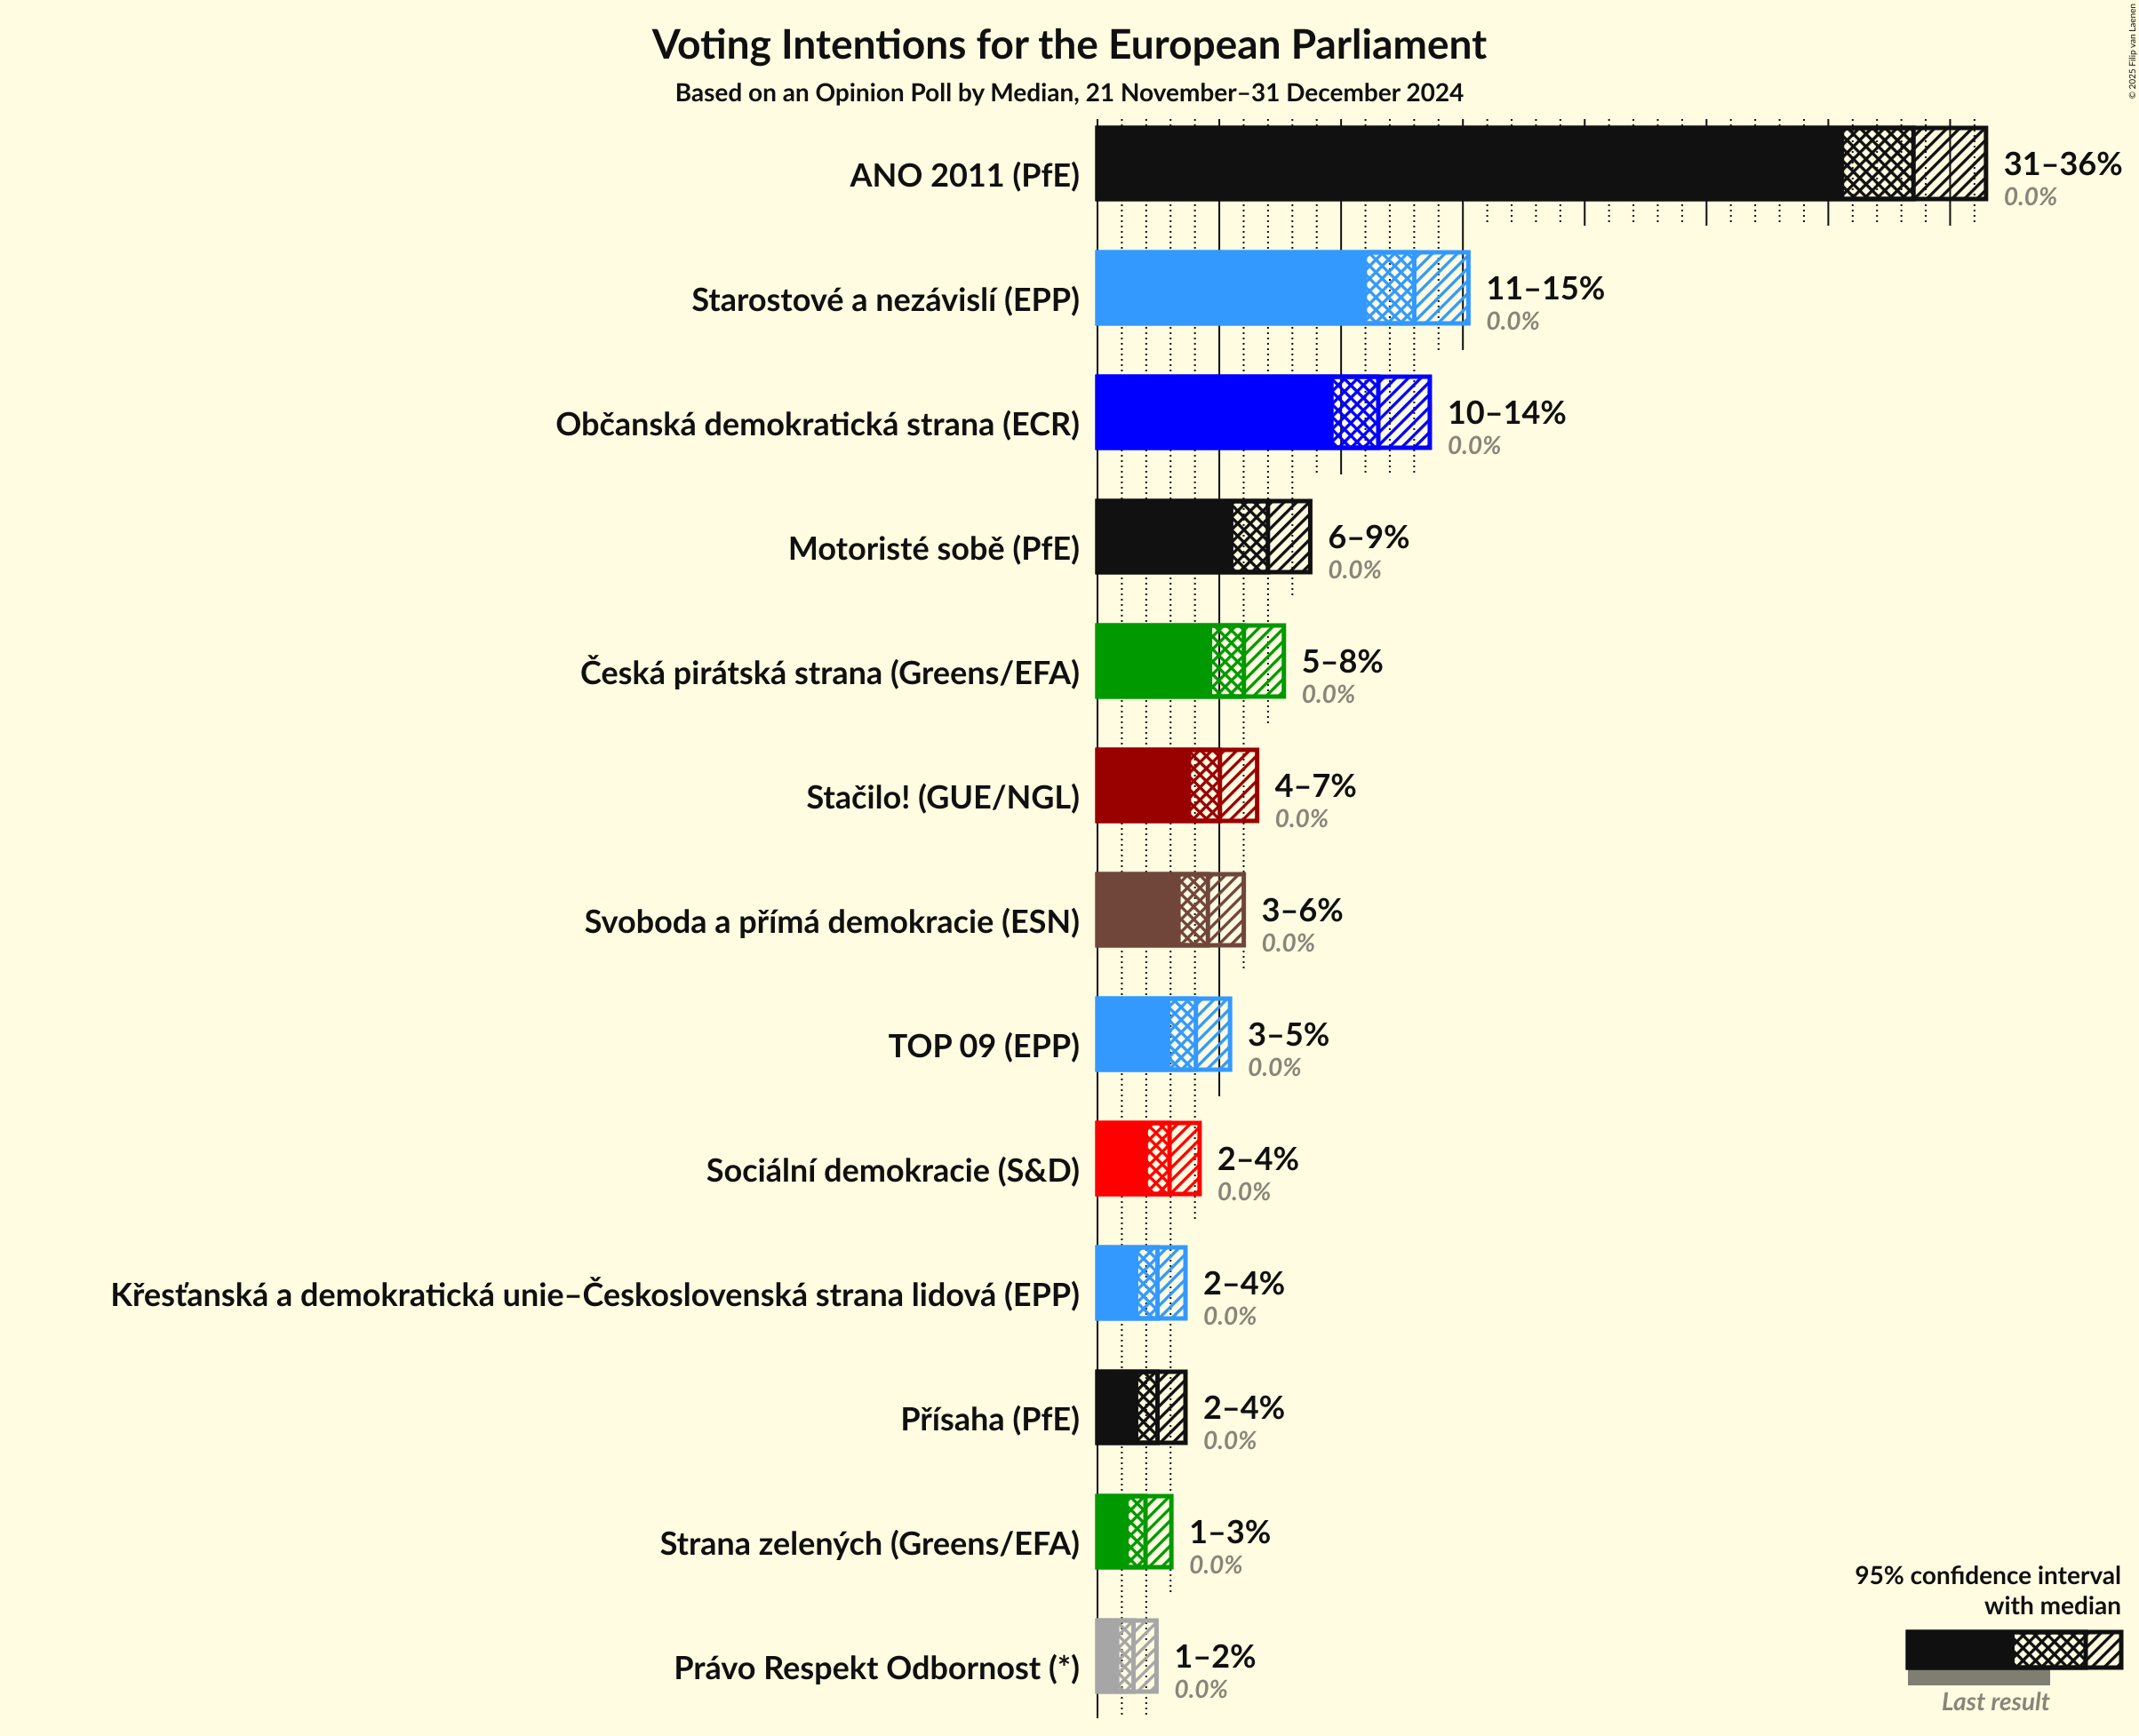 Voting Intentions for the European Parliament
Based on an Opinion Poll by Median, 21 November–31 December 2024
© 2025 Filip van Laenen
ANO 2011 (PfE)
31–36%
0.0%
Starostové a nezávislí (EPP)
11–15%
0.0%
Občanská demokratická strana (ECR)
10–14%
0.0%
Motoristé sobě (PfE)
6–9%
0.0%
Česká pirátská strana (Greens/EFA)
5–8%
0.0%
Stačilo! (GUE/NGL)
4–7%
0.0%
Svoboda a přímá demokracie (ESN)
3–6%
0.0%
TOP 09 (EPP)
3–5%
0.0%
Sociální demokracie (S&D)
2–4%
0.0%
Křesťanská a demokratická unie–Československá strana lidová (EPP)
2–4%
0.0%
Přísaha (PfE)
2–4%
0.0%
Strana zelených (Greens/EFA)
1–3%
0.0%
Právo Respekt Odbornost (*)
1–2%
0.0%
95% confidence interval
with median
Last result